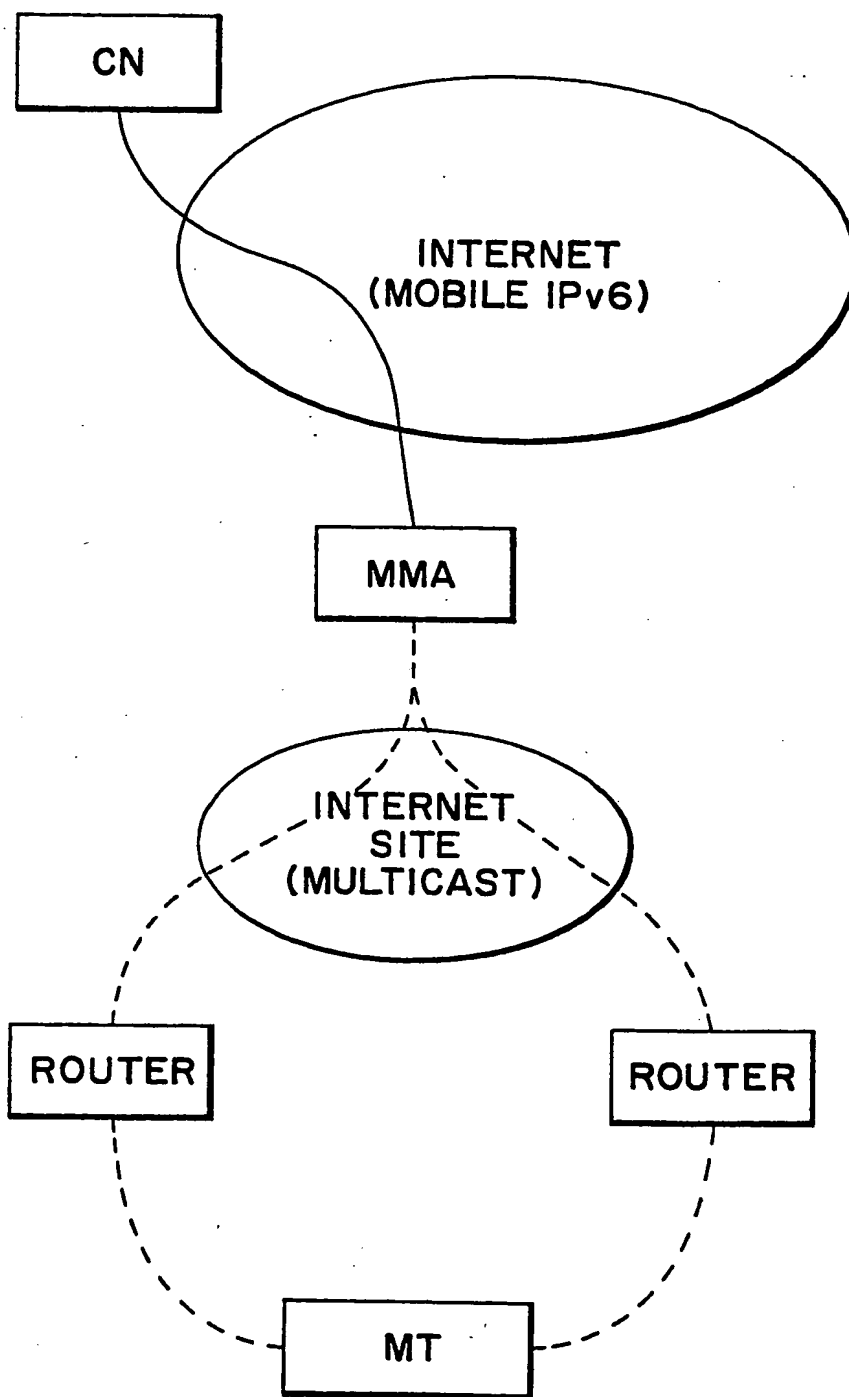 CN
INTERNET
(MOBILE IPv6)
MMA
INTERNET
SITE
(MULTICAST)
ROUTER
ROUTER
MT